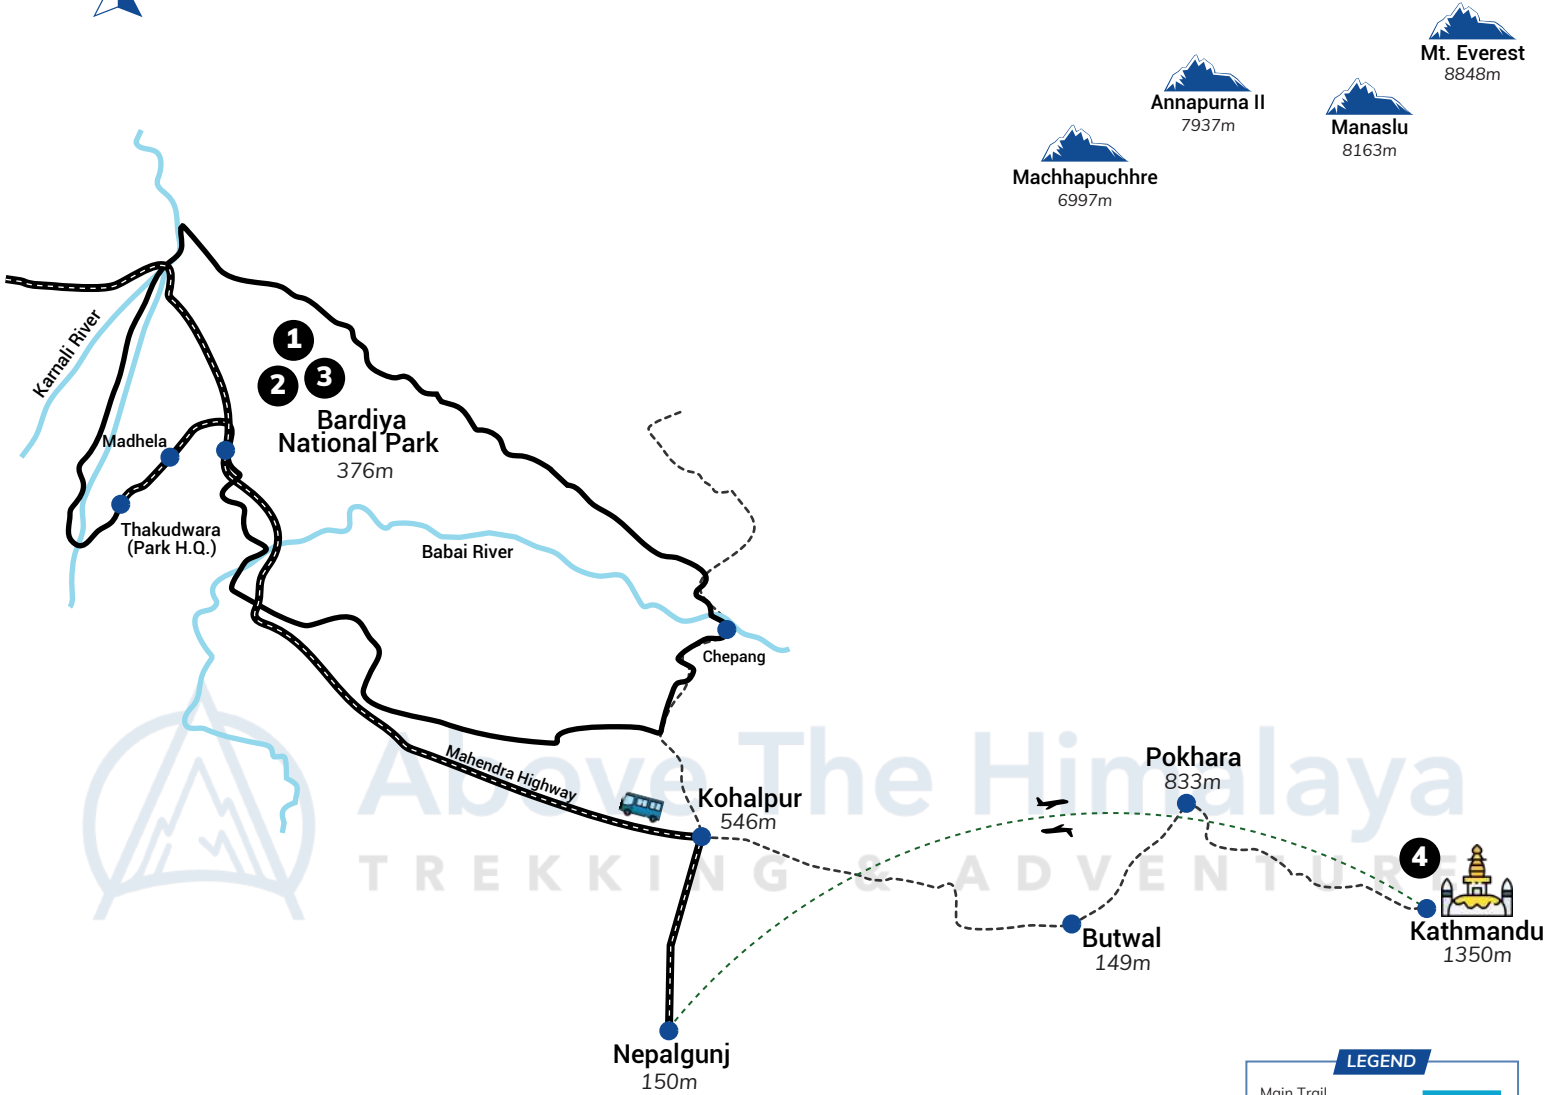 Mt. Everest
8848m
Annapurna II
7937m
Manaslu
8163m
Machhapuchhre
6997m
Karnali River
1
2
3
Bardiya
National Park
376m
Madhela
Thakudwara
(Park H.Q.)
Babai River
Chepang
Above The Himalaya
TREKKING & ADVENTURE
Mahendra Highway
Kohalpur
546m
Pokhara
833m
4
Kathmandu
1350m
Butwal
149m
Nepalgunj
150m
LEGEND
Main Trail